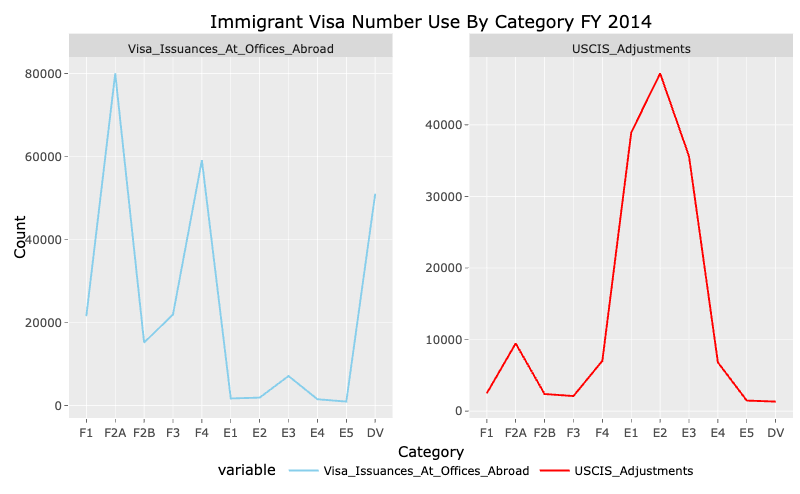 Immigrant Visa Number Use By Category FY 2014
Visa_Issuances_At_Offices_Abroad
USCIS_Adjustments
Count
80000
60000
40000
20000
0
40000
30000
20000
10000
0
F1 F2A F2B F3 F4 E1 E2 E3 E4 E5 DV
F1 F2A F2B F3 F4 E1 E2 E3 E4 E5 DV
Category
variable Visa_Issuances_At_Offices_Abroad USCIS_Adjustments